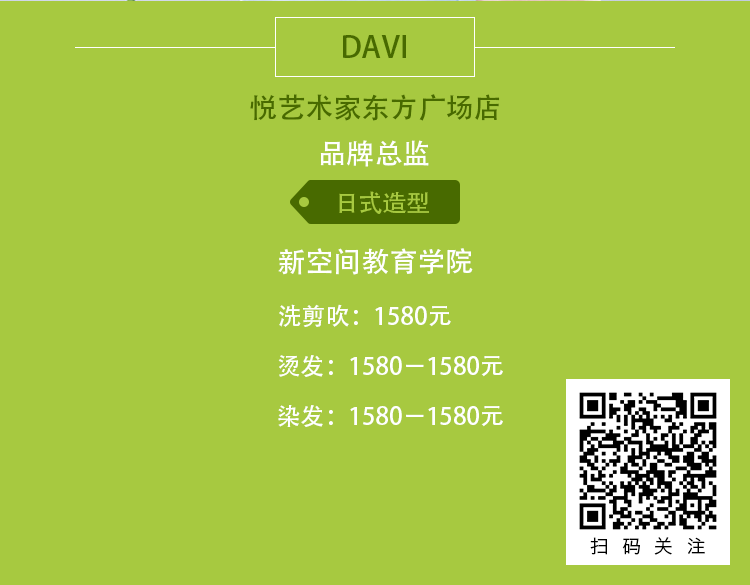 DAVI
悦艺术家东方广场店
品牌总监
日式造型
新空间教育学院
洗剪吹：1580元
烫发：1580－1580元
染发：1580－1580元
扫码关注